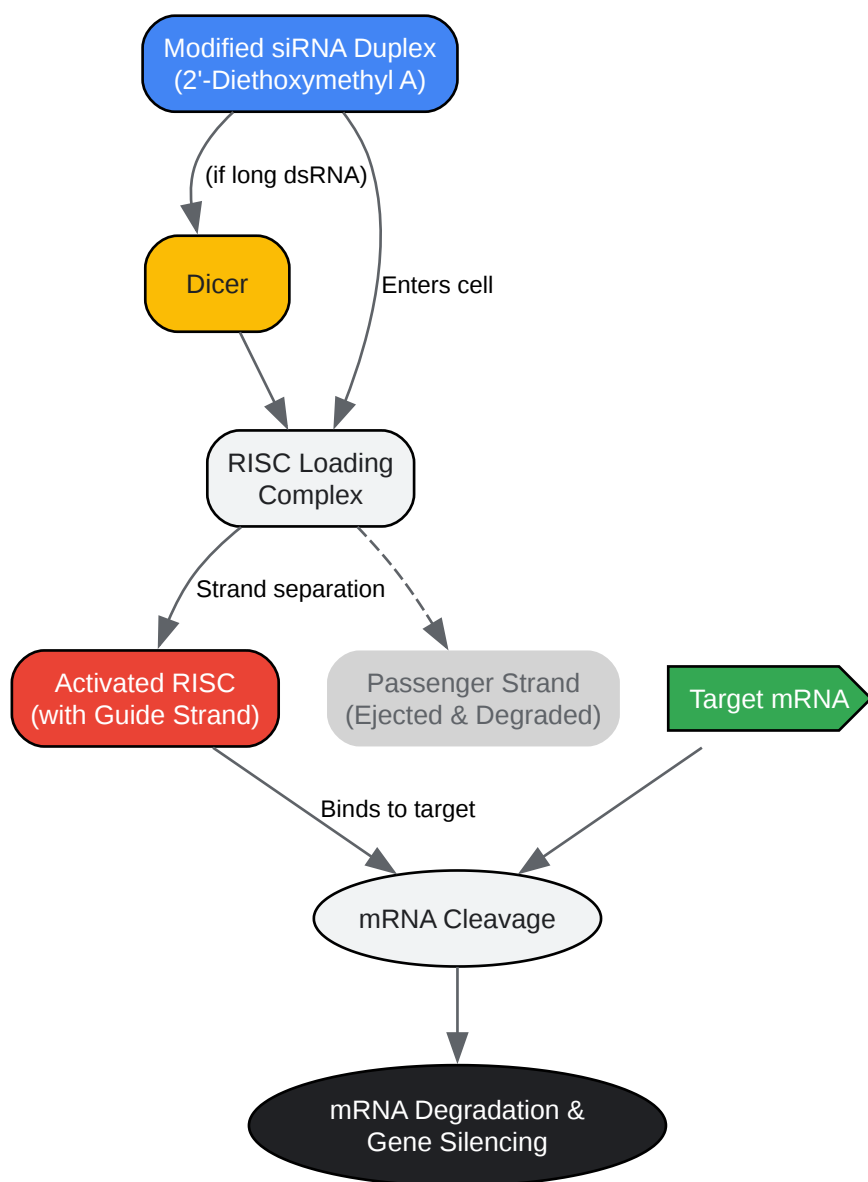 Modified siRNA Duplex
(2'-Diethoxymethyl A)
(if long dsRNA)
Dicer
Enters cell
RISC Loading
Complex
Strand separation
Activated RISC
(with Guide Strand)
Passenger Strand
(Ejected & Degraded)
Target mRNA
Binds to target
mRNA Cleavage
mRNA Degradation &
Gene Silencing